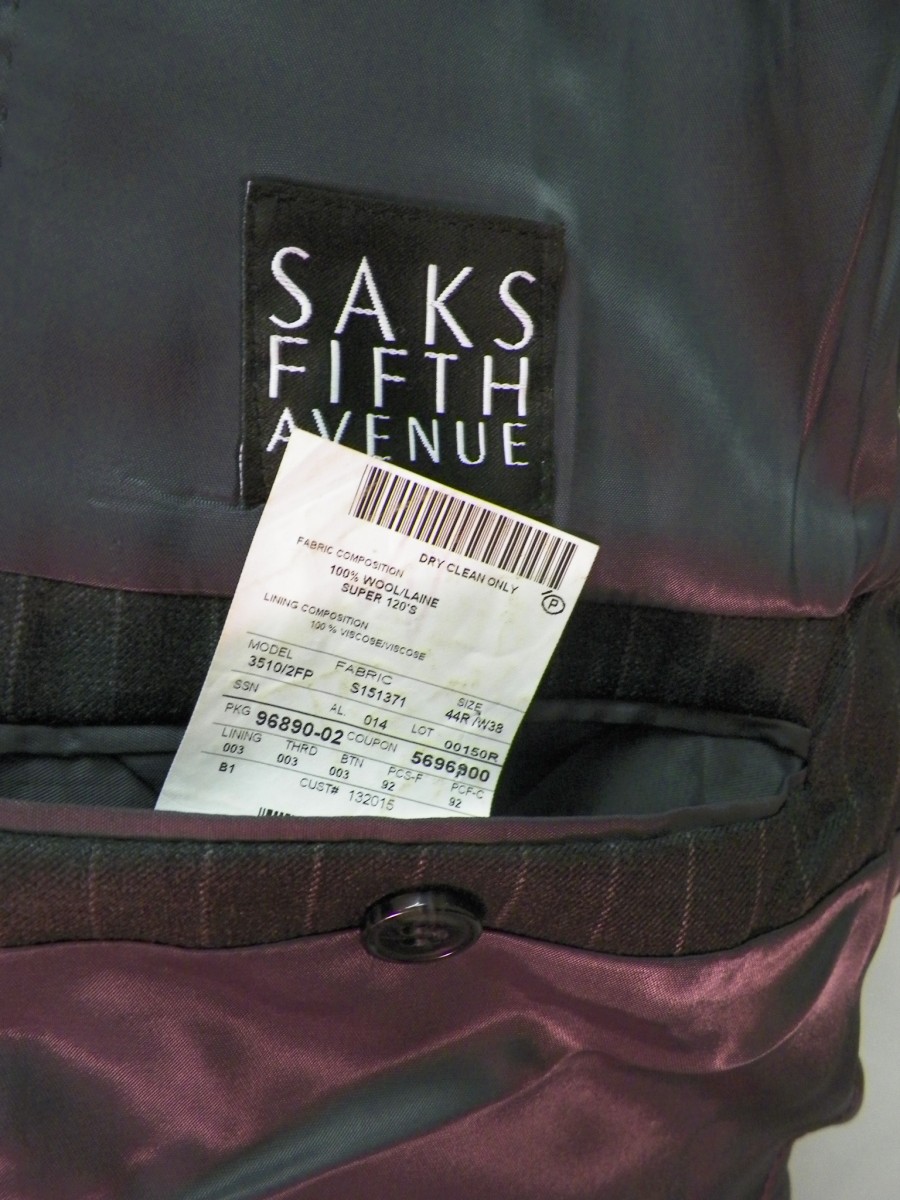 SAKS
FIFTH
AVENUE
FABRIC COMPOSITION DRY CLEAN ONLY
100% WOOL/LAINE
SUPER 120'S
P
LINING COMPOSITION
100 % VISCOSE/VISCOSE
MODEL FABRIC SIZE
3510/2FP S151371 44R /W38
SSN AL. 014 LOT 00150R
PKG 96890-02 COUPON 5696900
LINING THRD BTN PCS-F PCF-C
003 003 003 92 92
B1 CUST# 132015